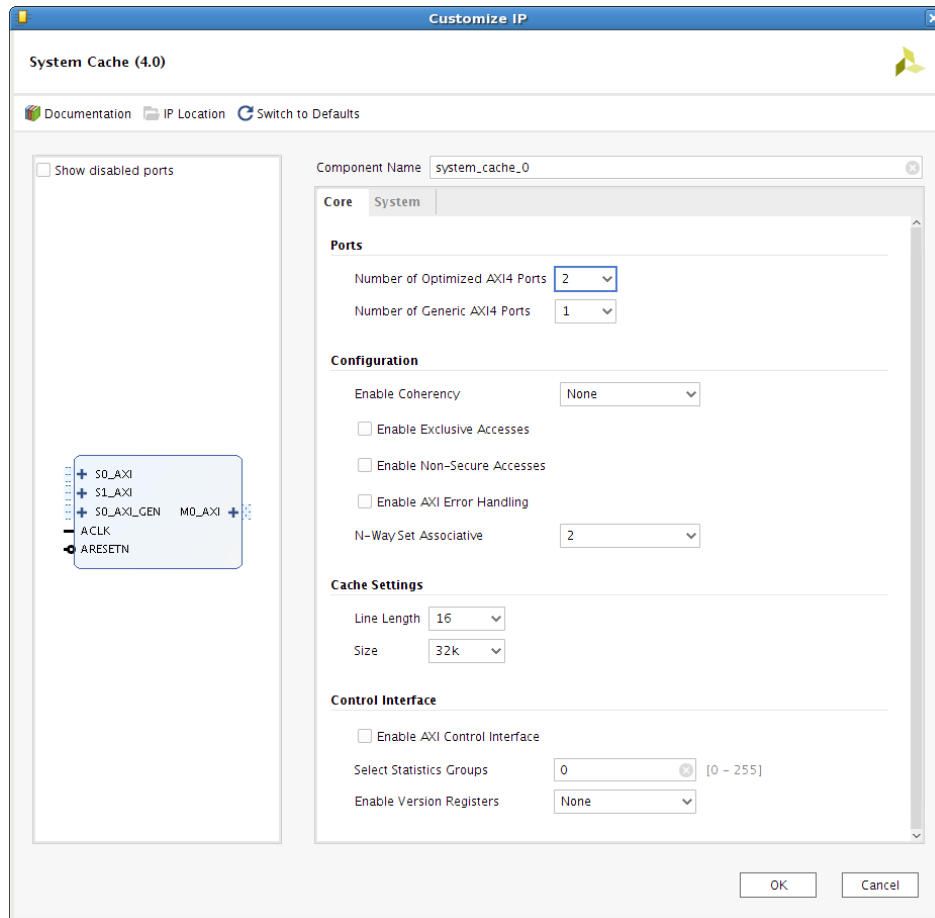 Customize IP
System Cache (4.0)
Documentation IP Location Switch to Defaults
Show disabled ports
S0_AXI
S1_AXI
S0_AXI_GEN M0_AXI
ACLK
ARESETN
Component Name system_cache_0
Core System
Ports
Number of Optimized AXI4 Ports 2
Number of Generic AXI4 Ports 1
Configuration
Enable Coherency None
Enable Exclusive Accesses
Enable Non-Secure Accesses
Enable AXI Error Handling
N-Way Set Associative 2
Cache Settings
Line Length 16
Size 32k
Control Interface
Enable AXI Control Interface
Select Statistics Groups 0 [0 - 255]
Enable Version Registers None
OK Cancel